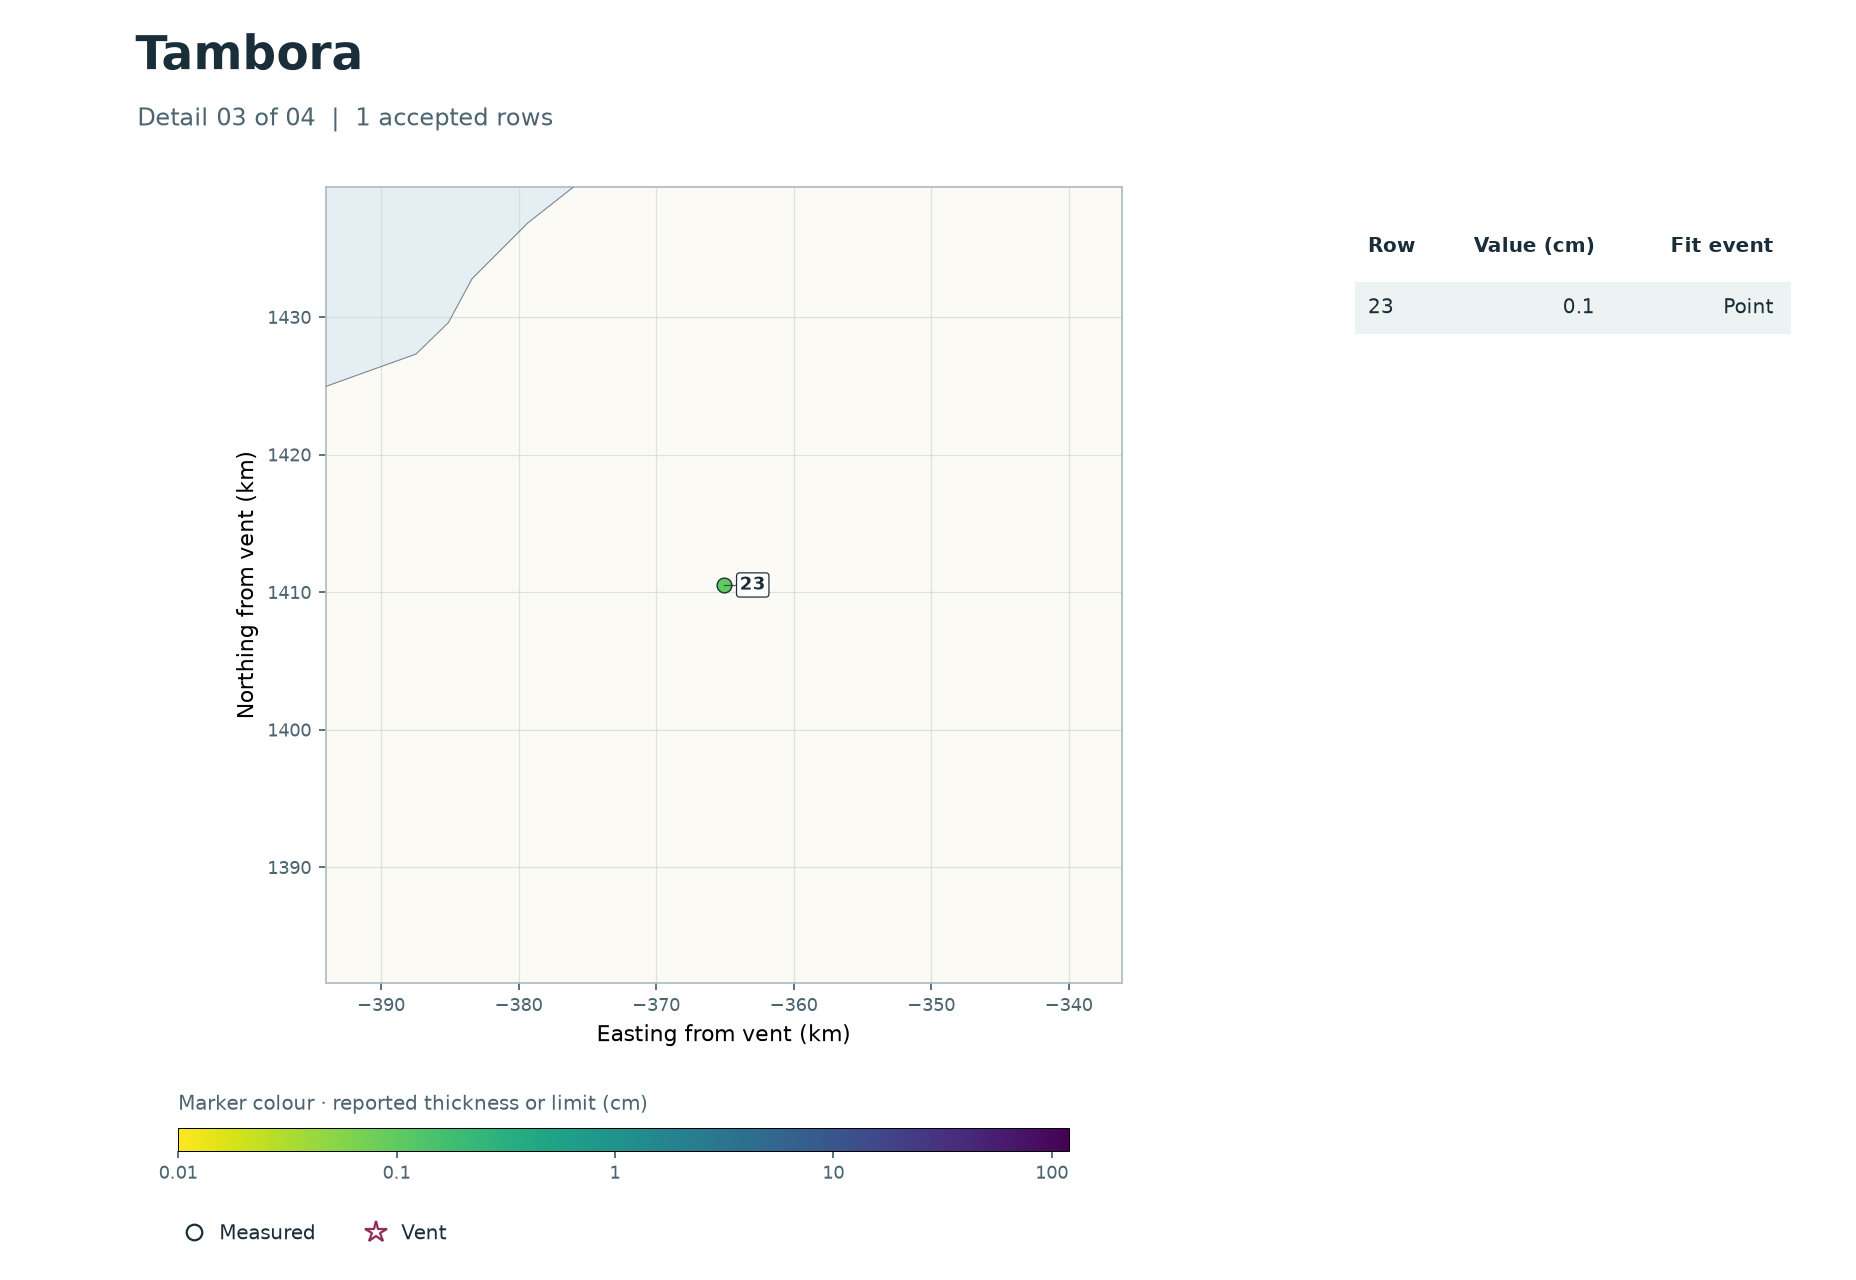 Tambora
Detail 03 of 04 | 1 accepted rows
Row Value (cm) Fit event
23 0.1 Point
1430
1420
1410
1400
1390
Northing from vent (km)
23
−390 −380 −370 −360 −350 −340
Easting from vent (km)
Marker colour · reported thickness or limit (cm)
0.01 0.1 1 10 100
Measured Vent